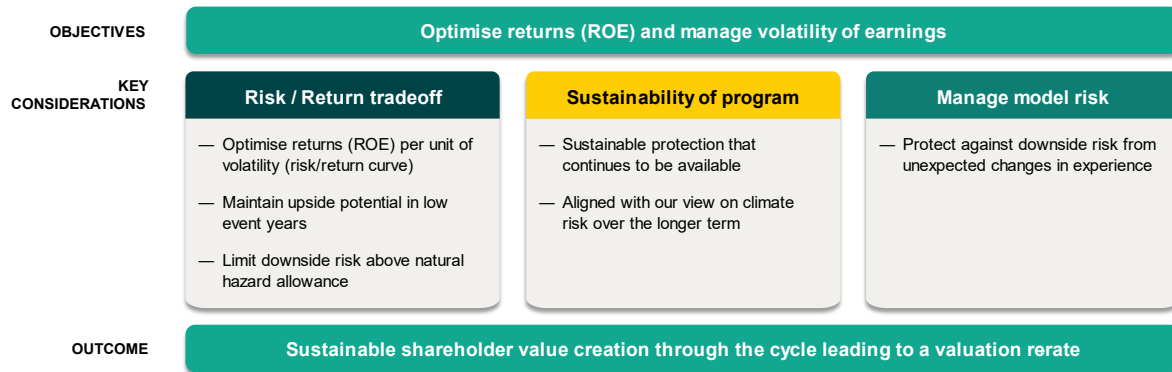 OBJECTIVES
Optimise returns (ROE) and manage volatility of earnings
KEY
CONSIDERATIONS
Risk / Return tradeoff
— Optimise returns (ROE) per unit of
volatility (risk/return curve)
— Maintain upside potential in low
event years
— Limit downside risk above natural
hazard allowance
Sustainability of program
— Sustainable protection that
continues to be available
— Aligned with our view on climate
risk over the longer term
Manage model risk
— Protect against downside risk from
unexpected changes in experience
OUTCOME
Sustainable shareholder value creation through the cycle leading to a valuation rerate